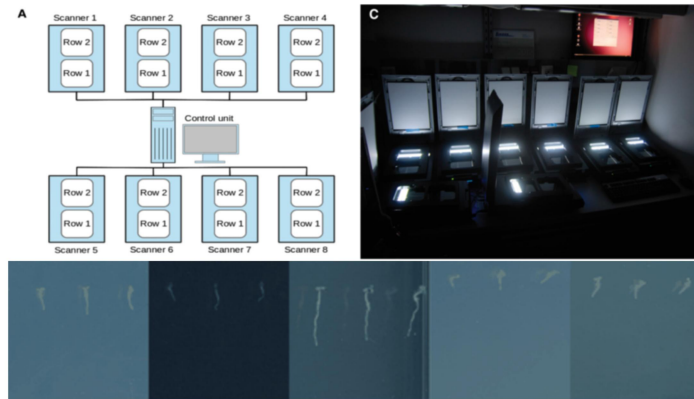 A
Scanner 1 Scanner 2 Scanner 3 Scanner 4
Row 2 Row 2 Row 2 Row 2
Row 1 Row 1 Row 1 Row 1
Control unit
Row 2 Row 2 Row 2 Row 2
Row 1 Row 1 Row 1 Row 1
Scanner 5 Scanner 6 Scanner 7 Scanner 8
C